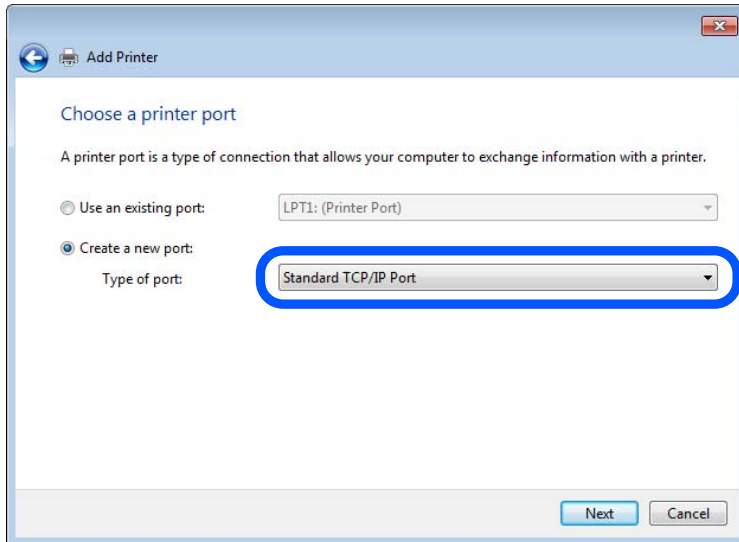 Add Printer
Choose a printer port
A printer port is a type of connection that allows your computer to exchange information with a printer.
Use an existing port: LPT1: (Printer Port)
Create a new port:
Type of port: Standard TCP/IP Port
Next Cancel